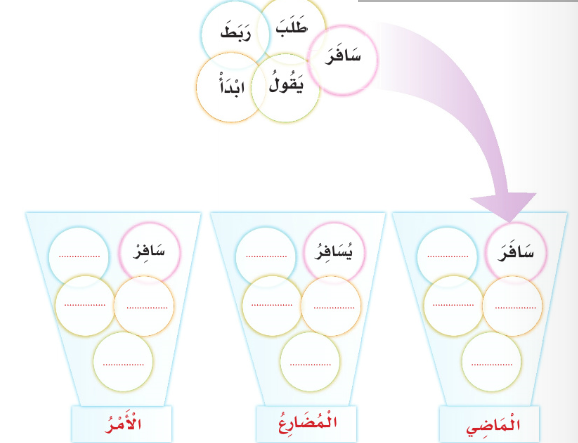 طَلَبَ رَبَطَ
سَافَرَ
يَقُولُ ابْدَأْ
سَافَرَ ..............
.............. ..............
..............
الْمَاضِي
يُسَافِرُ ..............
.............. ..............
..............
الْمُضَارِعُ
سَافِرْ ..............
.............. ..............
..............
الْأَمْرُ